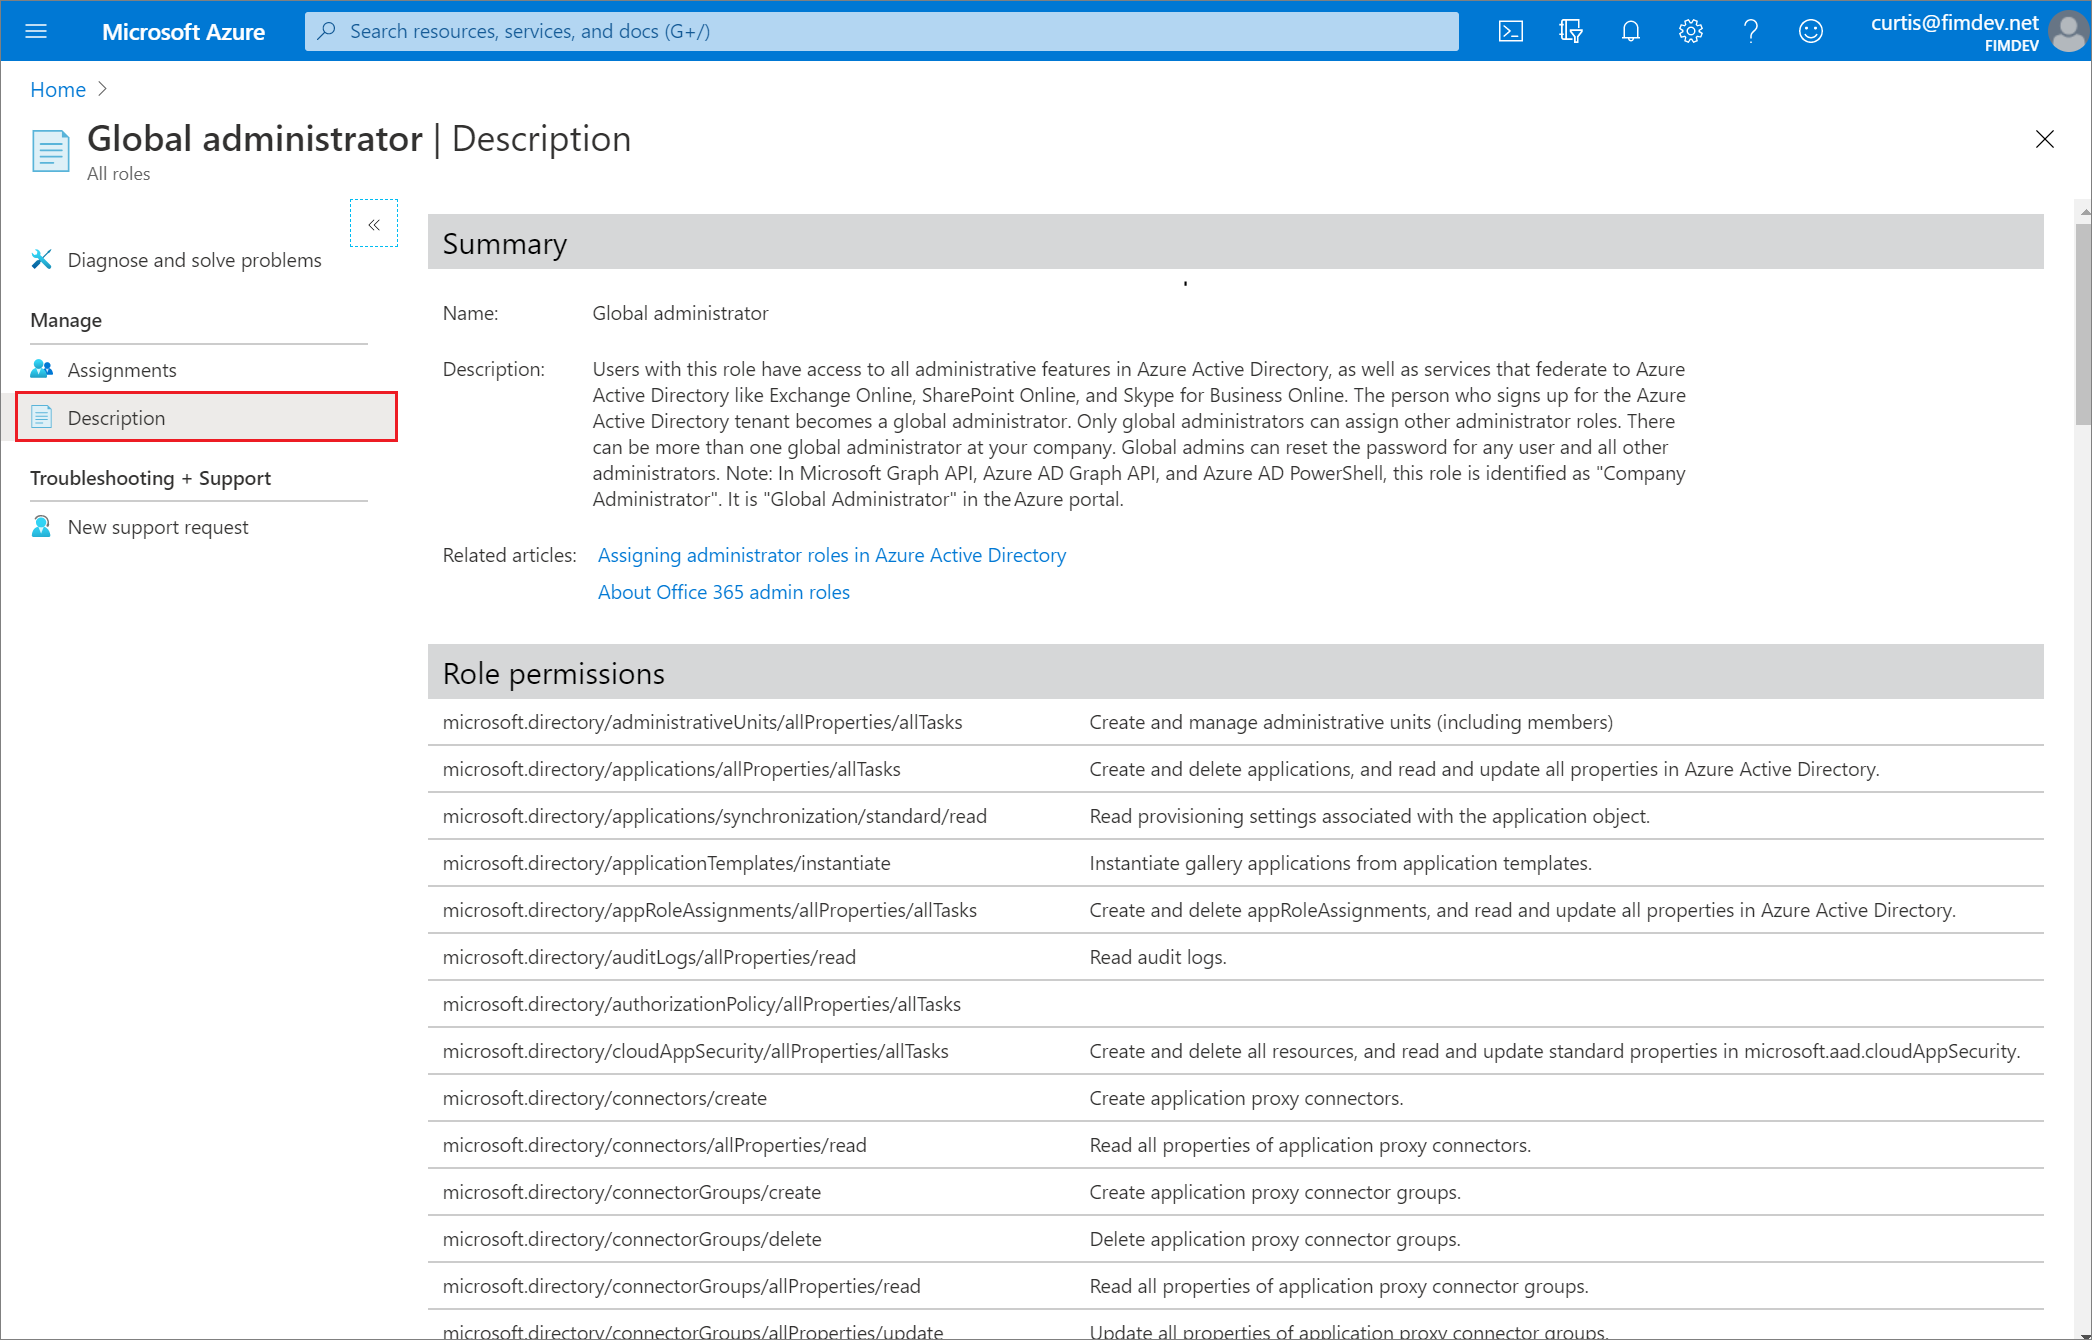 Microsoft Azure
Search resources, services, and docs (G+/)
curtis@fimdev.net
FIMDEV
Home
Global administrator | Description
All roles
«
Diagnose and solve problems
Manage
Assignments
Description
Troubleshooting + Support
New support request
Summary
Name: Global administrator
Description: Users with this role have access to all administrative features in Azure Active Directory, as well as services that federate to Azure
Active Directory like Exchange Online, SharePoint Online, and Skype for Business Online. The person who signs up for the Azure
Active Directory tenant becomes a global administrator. Only global administrators can assign other administrator roles. There
can be more than one global administrator at your company. Global admins can reset the password for any user and all other
administrators. Note: In Microsoft Graph API, Azure AD Graph API, and Azure AD PowerShell, this role is identified as "Company
Administrator". It is "Global Administrator" in the Azure portal.
Related articles: Assigning administrator roles in Azure Active Directory
About Office 365 admin roles
Role permissions
microsoft.directory/administrativeUnits/allProperties/allTasks Create and manage administrative units (including members)
microsoft.directory/applications/allProperties/allTasks Create and delete applications, and read and update all properties in Azure Active Directory.
microsoft.directory/applications/synchronization/standard/read Read provisioning settings associated with the application object.
microsoft.directory/applicationTemplates/instantiate Instantiate gallery applications from application templates.
microsoft.directory/appRoleAssignments/allProperties/allTasks Create and delete appRoleAssignments, and read and update all properties in Azure Active Directory.
microsoft.directory/auditLogs/allProperties/read Read audit logs.
microsoft.directory/authorizationPolicy/allProperties/allTasks
microsoft.directory/cloudAppSecurity/allProperties/allTasks Create and delete all resources, and read and update standard properties in microsoft.aad.cloudAppSecurity.
microsoft.directory/connectors/create Create application proxy connectors.
microsoft.directory/connectors/allProperties/read Read all properties of application proxy connectors.
microsoft.directory/connectorGroups/create Create application proxy connector groups.
microsoft.directory/connectorGroups/delete Delete application proxy connector groups.
microsoft.directory/connectorGroups/allProperties/read Read all properties of application proxy connector groups.
microsoft.directory/connectorGroups/allProperties/update Update all properties of application proxy connector groups.